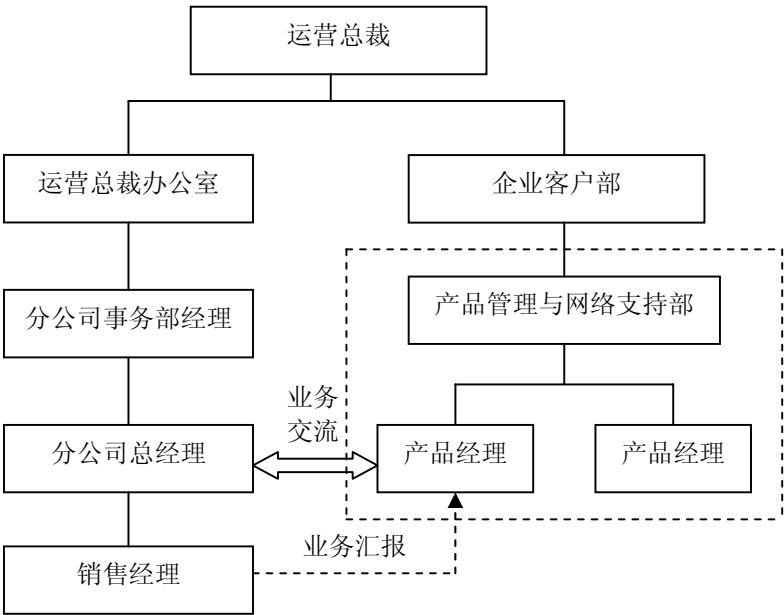 运营总裁
运营总裁办公室
企业客户部
分公司事务部经理
产品管理与网络支持部
业务
交流
分公司总经理
产品经理
产品经理
业务汇报
销售经理